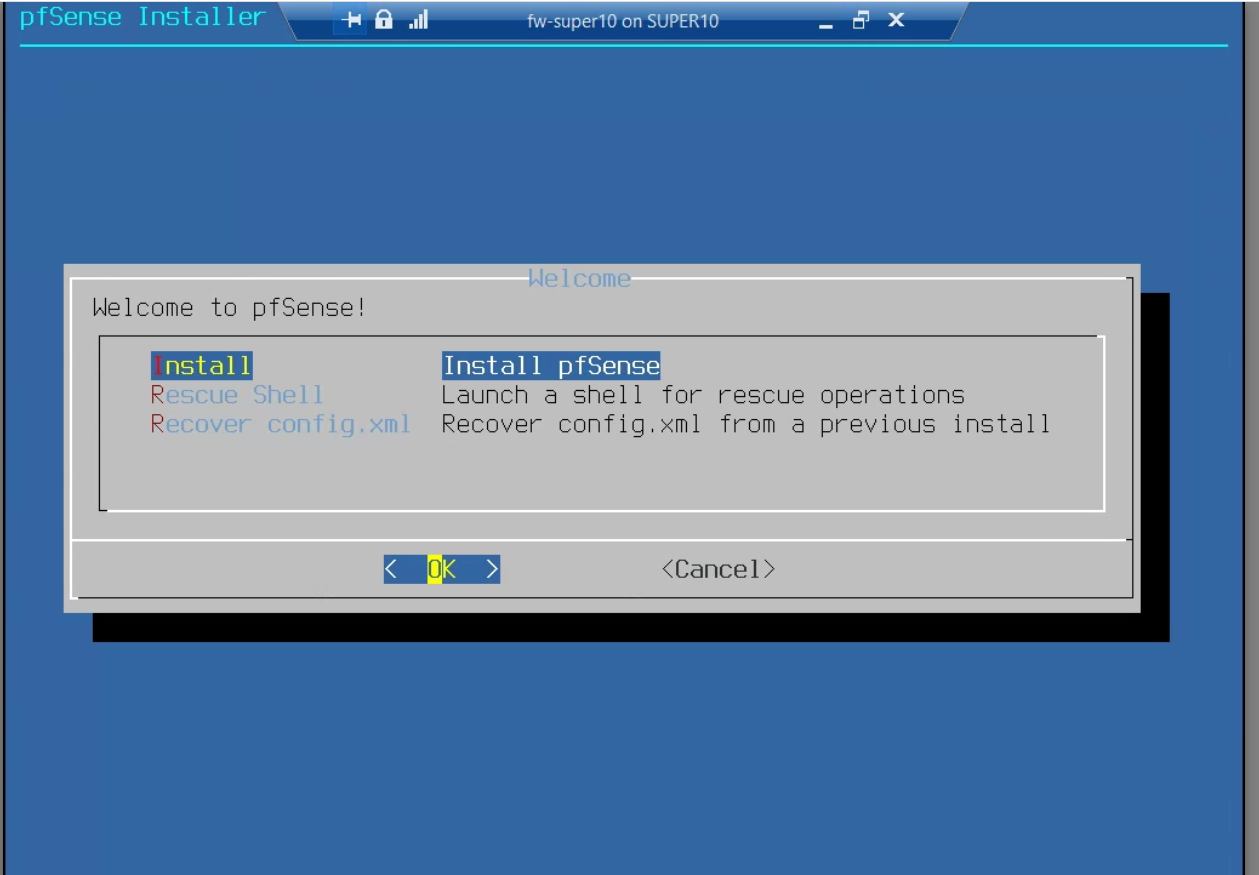 pfSense Installer
fw-super10 on SUPER10
Welcome
Welcome to pfSense!
Install Install pfSense
Rescue Shell Launch a shell for rescue operations
Recover config.xml Recover config.xml from a previous install
< OK > <Cancel>